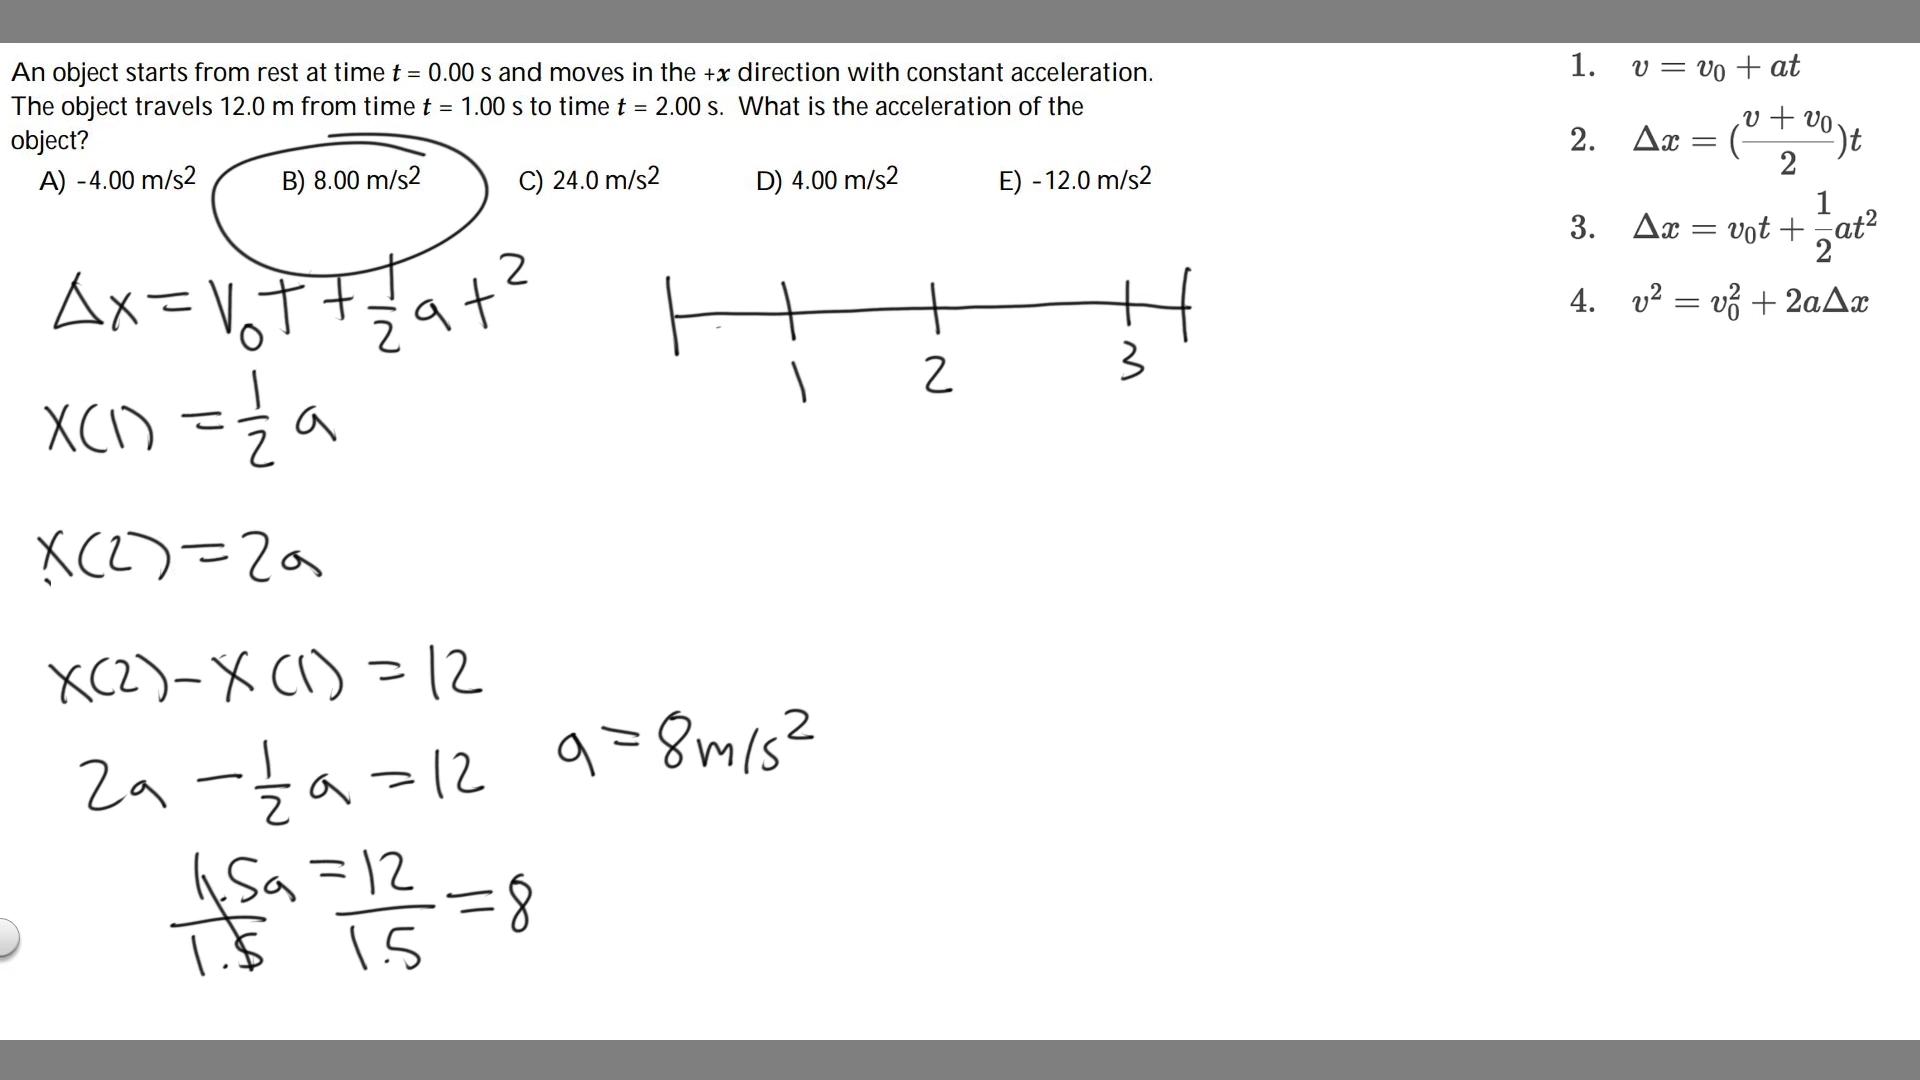 An object starts from rest at time t = 0.00 s and moves in the +x direction with constant acceleration.
The object travels 12.0 m from time t = 1.00 s to time t = 2.00 s.  What is the acceleration of the
object?
A) -4.00 m/s2 B) 8.00 m/s2 C) 24.0 m/s2 D) 4.00 m/s2 E) -12.0 m/s2
Δx = V₀t + 1/2 at²
x(1) = 1/2 a
x(2) = 2a
x(2) - x(1) = 12
2a - 1/2 a = 12
1.5a/1.5 = 12/1.5 = 8
a = 8m/s²
1 2 3
1. v = v₀ + at
2. Δx = ((v + v₀)/2)t
3. Δx = v₀t + 1/2 at²
4. v² = v₀² + 2aΔx